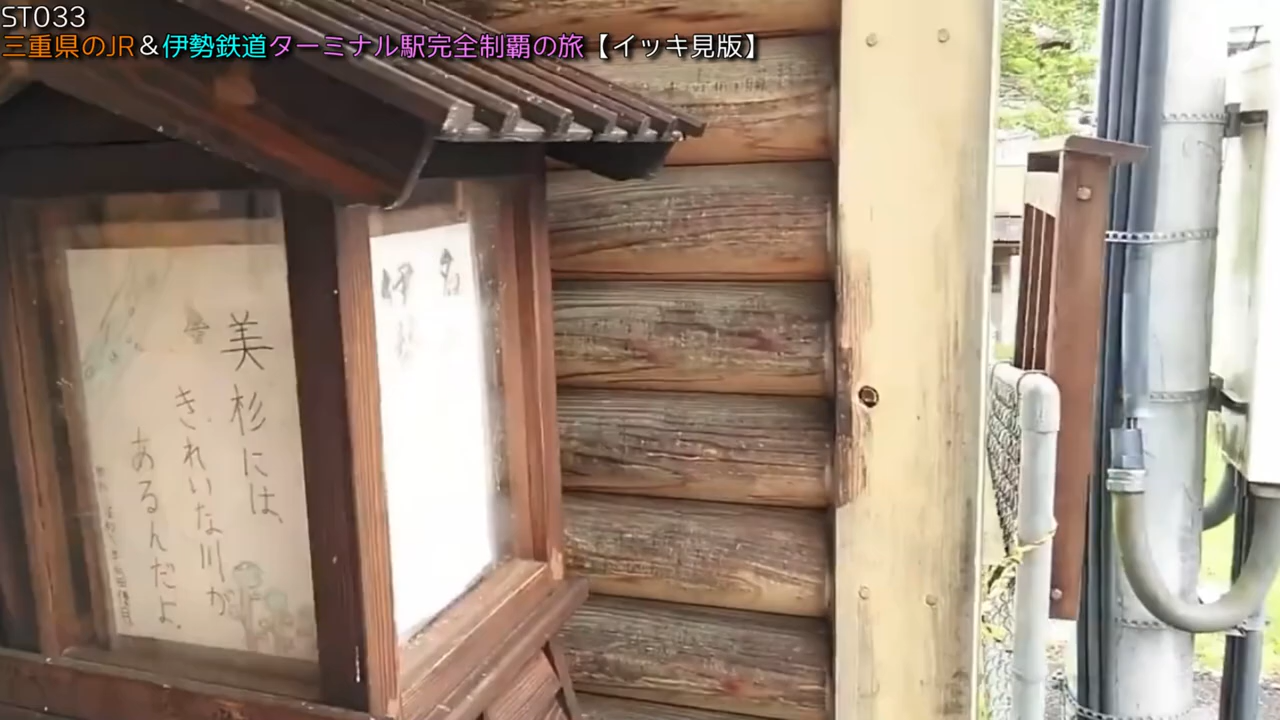 ST033
三重県のJR＆伊勢鉄道ターミナル駅完全制覇の旅【イッキ見版】
美杉には、
きれいな川が
あるんだよ。
名
伊